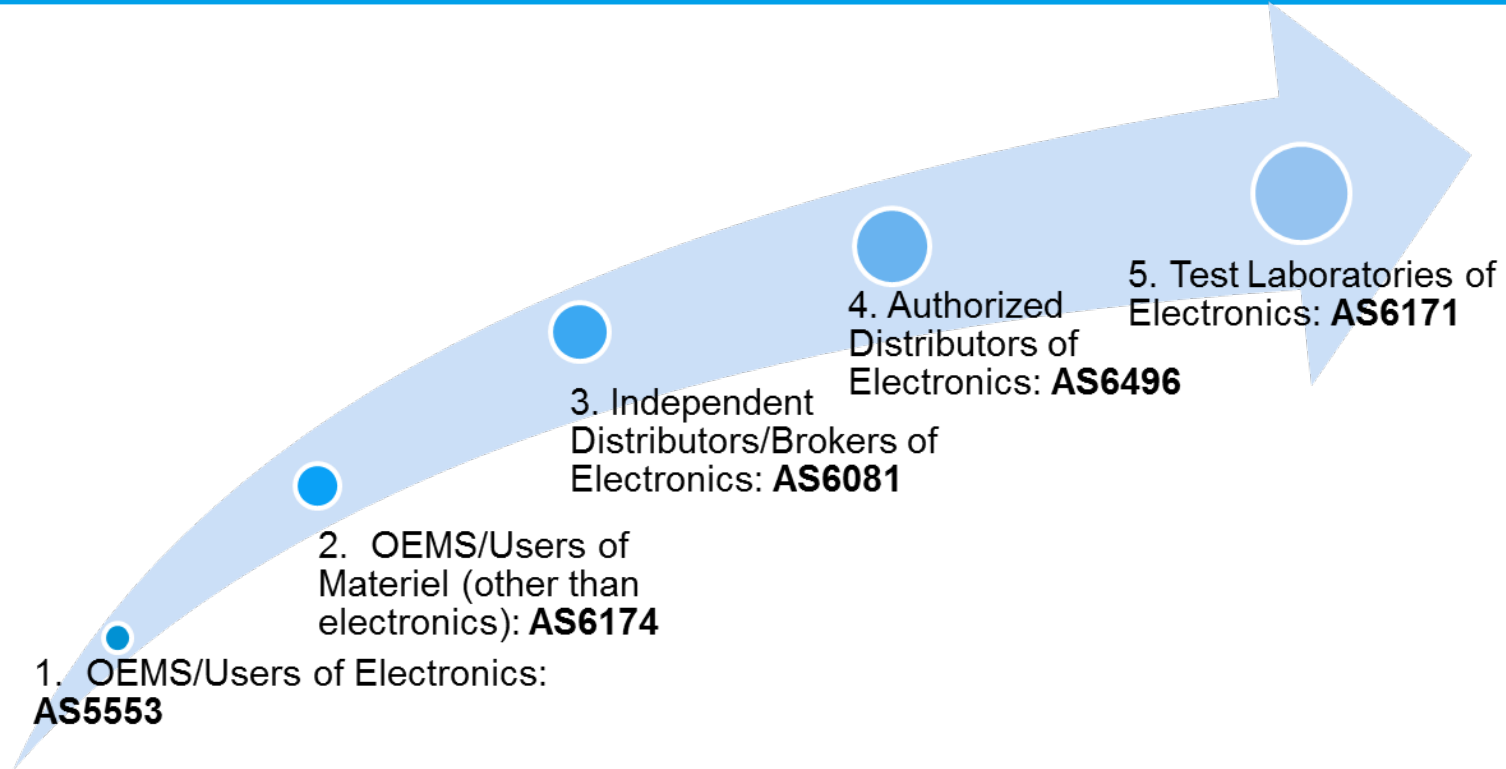 1. OEMS/Users of Electronics:
AS5553
2. OEMS/Users of
Materiel (other than
electronics): AS6174
3. Independent
Distributors/Brokers of
Electronics: AS6081
4. Authorized
Distributors of
Electronics: AS6496
5. Test Laboratories of
Electronics: AS6171